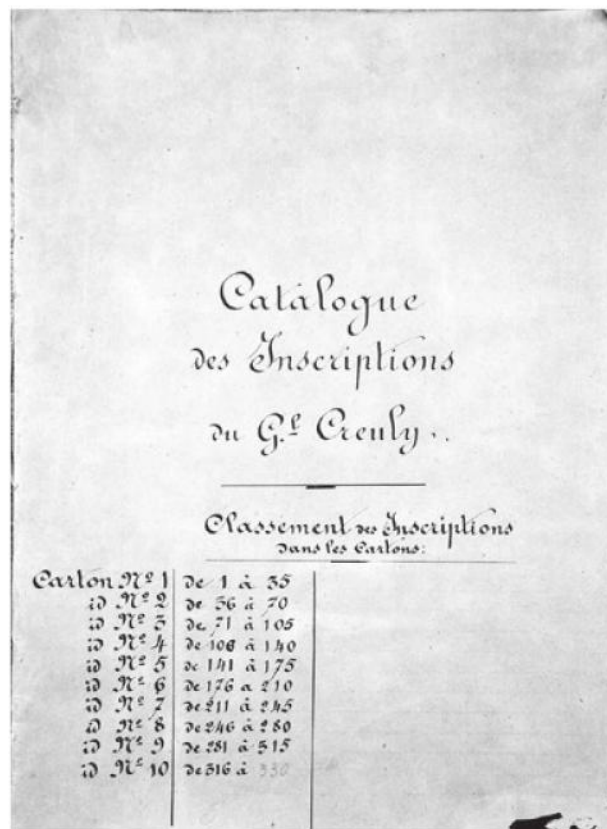 Catalogue
des Inscriptions
du G.ˡ Creuly.
Classement des Inscriptions
dans les Cartons:
Carton Nº 1 de 1 à 35
id Nº 2 de 36 à 70
id Nº 3 de 71 à 105
id Nº 4 de 106 à 140
id Nº 5 de 141 à 175
id Nº 6 de 176 a 210
id Nº 7 de 211 à 245
id Nº 8 de 246 à 280
id Nº 9 de 281 à 315
id Nº 10 de 316 à 330